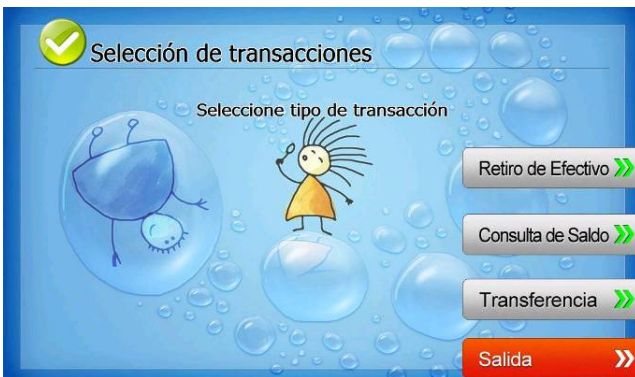 Selección de transacciones
Seleccione tipo de transacción
Retiro de Efectivo
Consulta de Saldo
Transferencia
Salida